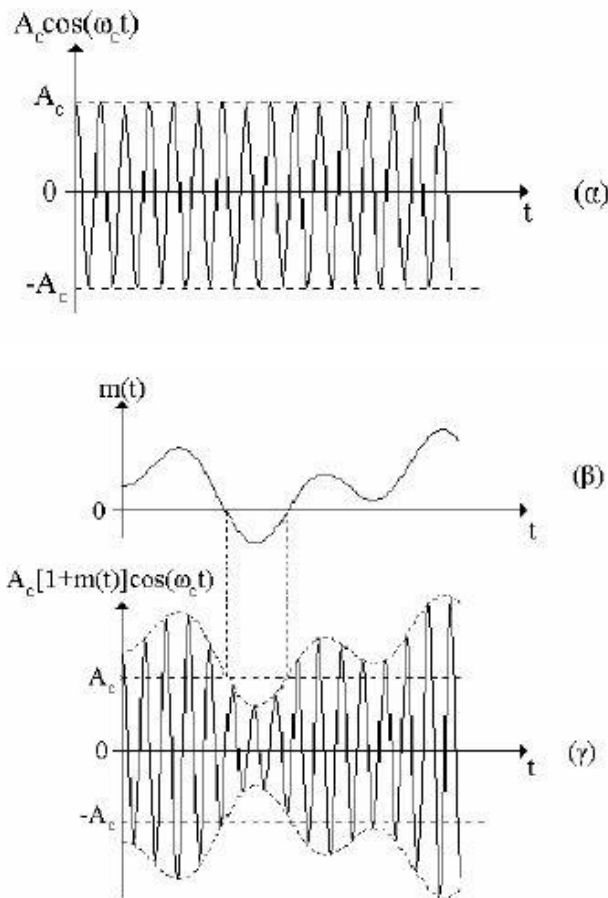 A_c cos(ω_c t)
A_c
0
t
(α)
-A_c
m(t)
0
t
(β)
A_c[1+m(t)]cos(ω_c t)
A_c
0
t
(γ)
-A_c